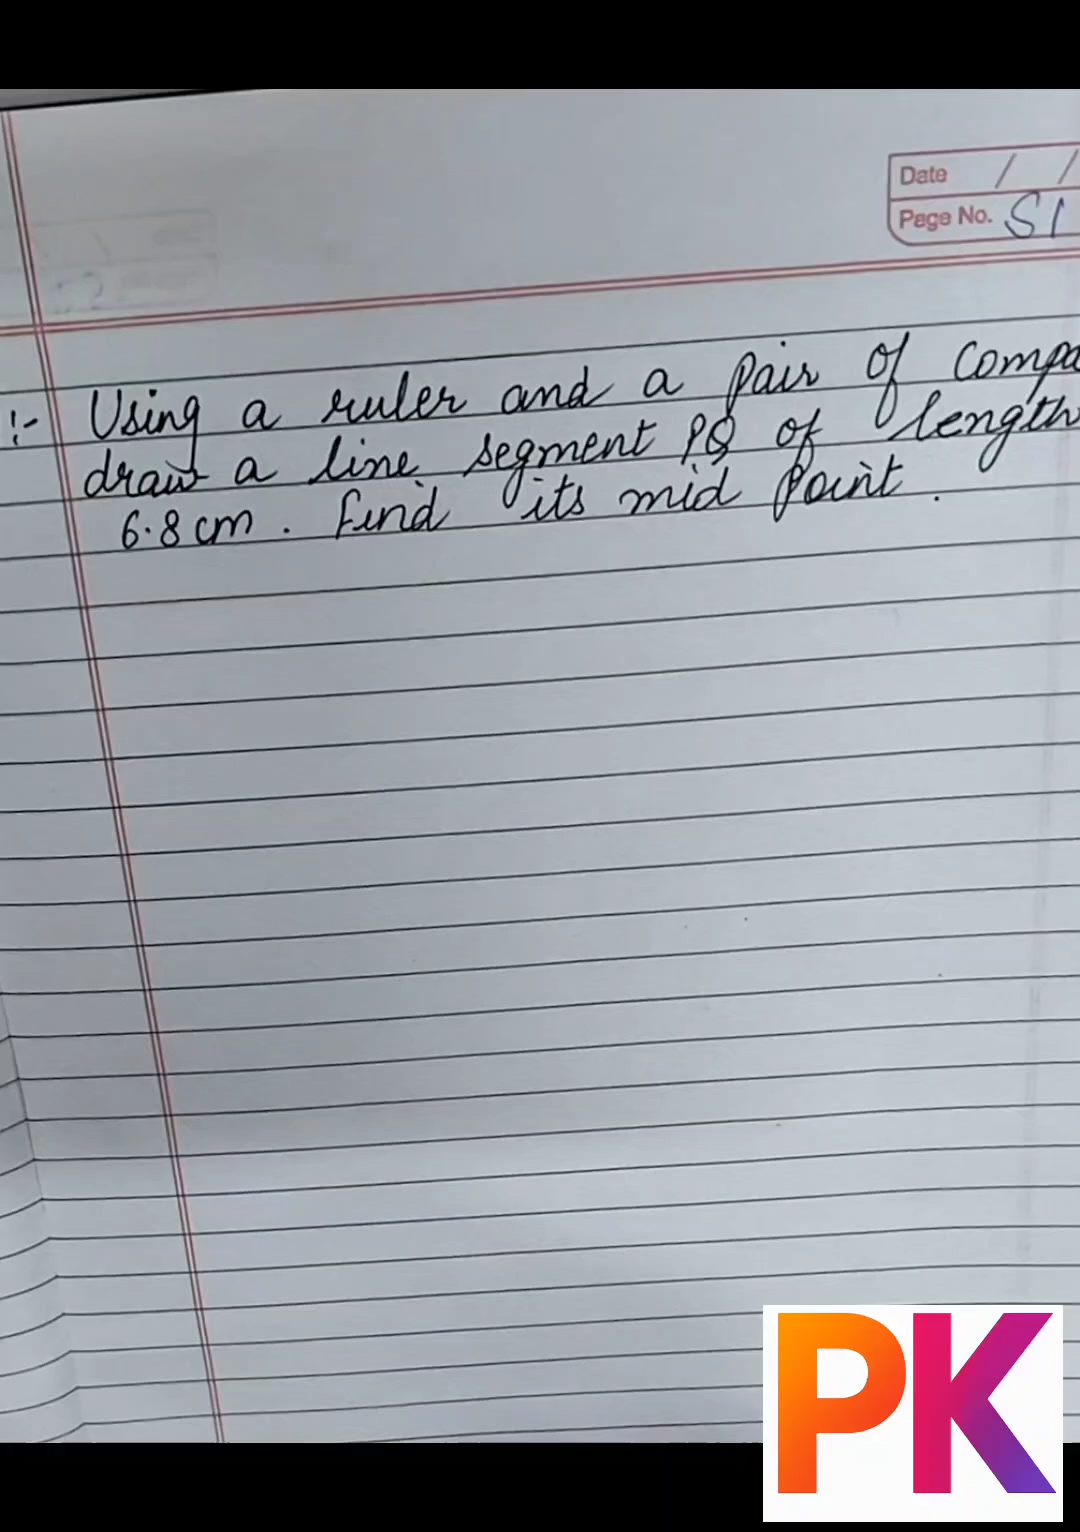 Date / /
Page No. 51
:- Using a ruler and a pair of compa
draw a line segment PQ of length
6.8 cm. Find its mid point.
PK